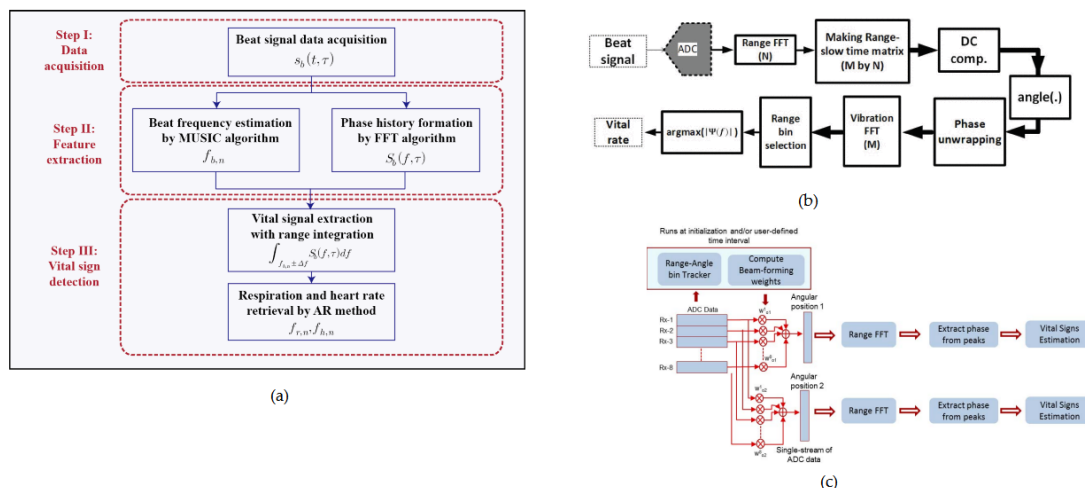 Step I:
Data
acquisition
Beat signal data acquisition
s_b(t, τ)
Step II:
Feature
extraction
Beat frequency estimation
by MUSIC algorithm
f_{b,n}
Phase history formation
by FFT algorithm
S_b(f, τ)
Step III:
Vital sign
detection
Vital signal extraction
with range integration
∫_{f_{b,n}±Δf} S_b(f, τ)df
Respiration and heart rate
retrieval by AR method
f_{r,n}, f_{h,n}
(a)
Beat
signal
ADC
Range FFT
(N)
Making Range-
slow time matrix
(M by N)
DC
comp.
angle(.)
Phase
unwrapping
Vibration
FFT
(M)
Range
bin
selection
argmax{|Ψ(f)|}
Vital
rate
(b)
Runs at initialization and/or user-defined
time interval
Range-Angle
bin Tracker
Compute
Beam-forming
weights
ADC Data
Rx-1
Rx-2
Rx-3
Rx-8
Angular
position 1
Range FFT
Extract phase
from peaks
Vital Signs
Estimation
Angular
position 2
Range FFT
Extract phase
from peaks
Vital Signs
Estimation
Single-stream of
ADC data
(c)